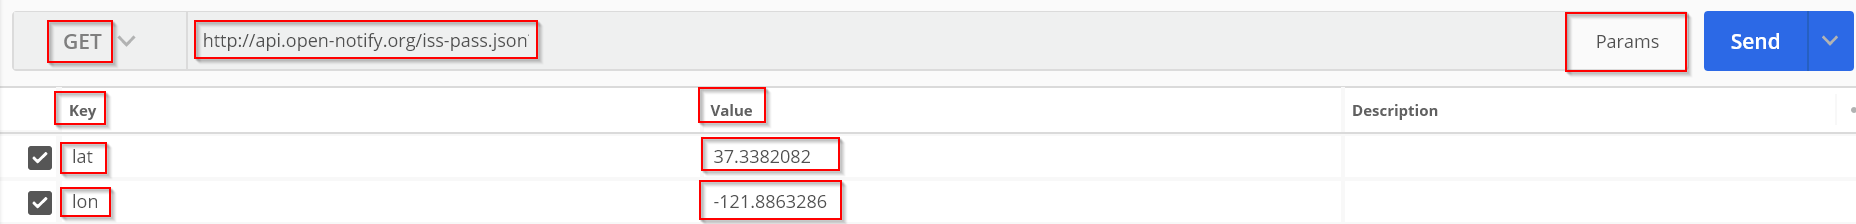 GET http://api.open-notify.org/iss-pass.json Params Send
Key Value Description
lat 37.3382082
lon -121.8863286